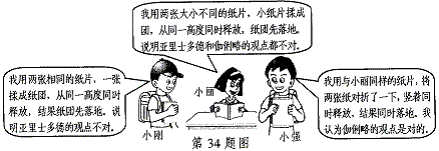 我用两张大小不同的纸片，小纸片揉成
团，从同一高度同时释放，纸团先落地。
说明亚里士多德和伽俐略的观点都不对。
我用两张相同的纸片，一张
揉成纸团，从同一高度同时
释放，结果纸团先落地。说
明亚里士多德的观点不对。
我用与小丽同样的纸片，将
两张纸对折了一下，竖着同
时释放，结果同时落地。我
认为伽俐略的观点是对的。
小丽
小刚
小强
第34题图